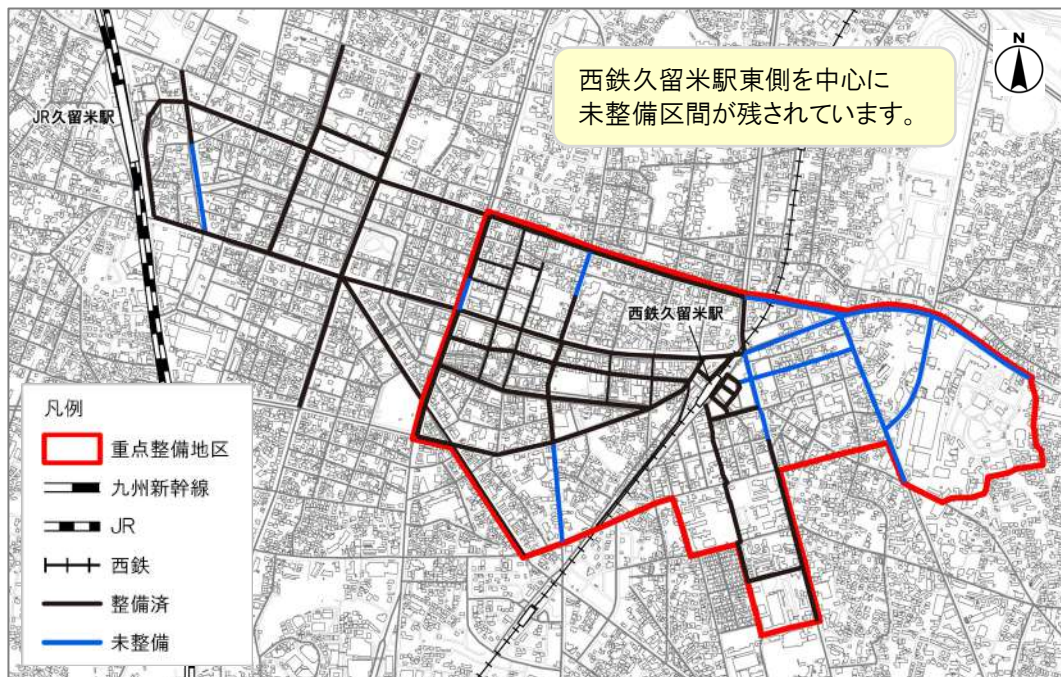 西鉄久留米駅東側を中心に
未整備区間が残されています。
N
JR久留米駅
西鉄久留米駅
凡例
重点整備地区
九州新幹線
JR
西鉄
整備済
未整備